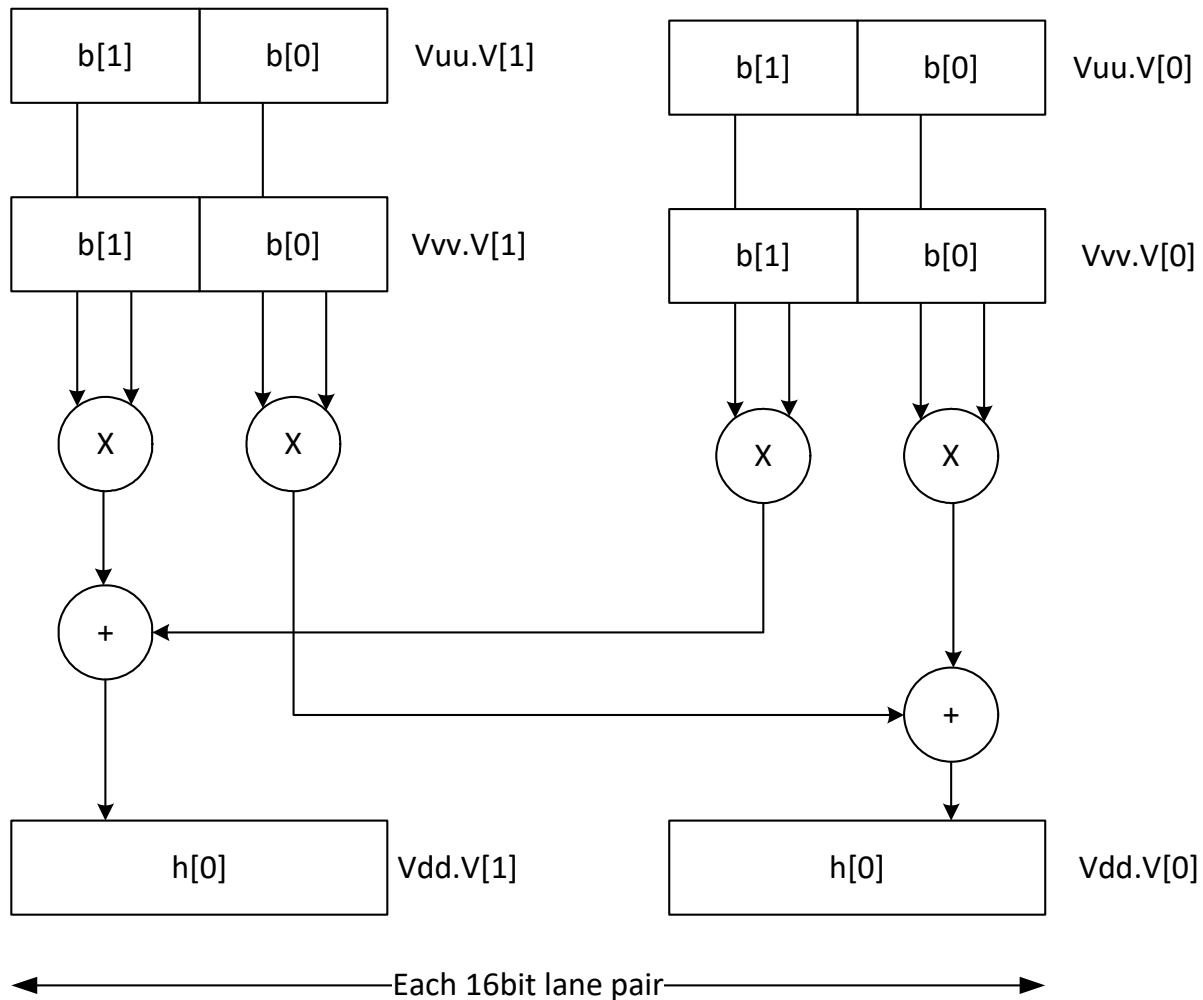 b[1] b[0] Vuu.V[1]
b[1] b[0] Vuu.V[0]
b[1] b[0] Vvv.V[1]
b[1] b[0] Vvv.V[0]
X X
X X
+
+
h[0] Vdd.V[1]
h[0] Vdd.V[0]
Each 16bit lane pair